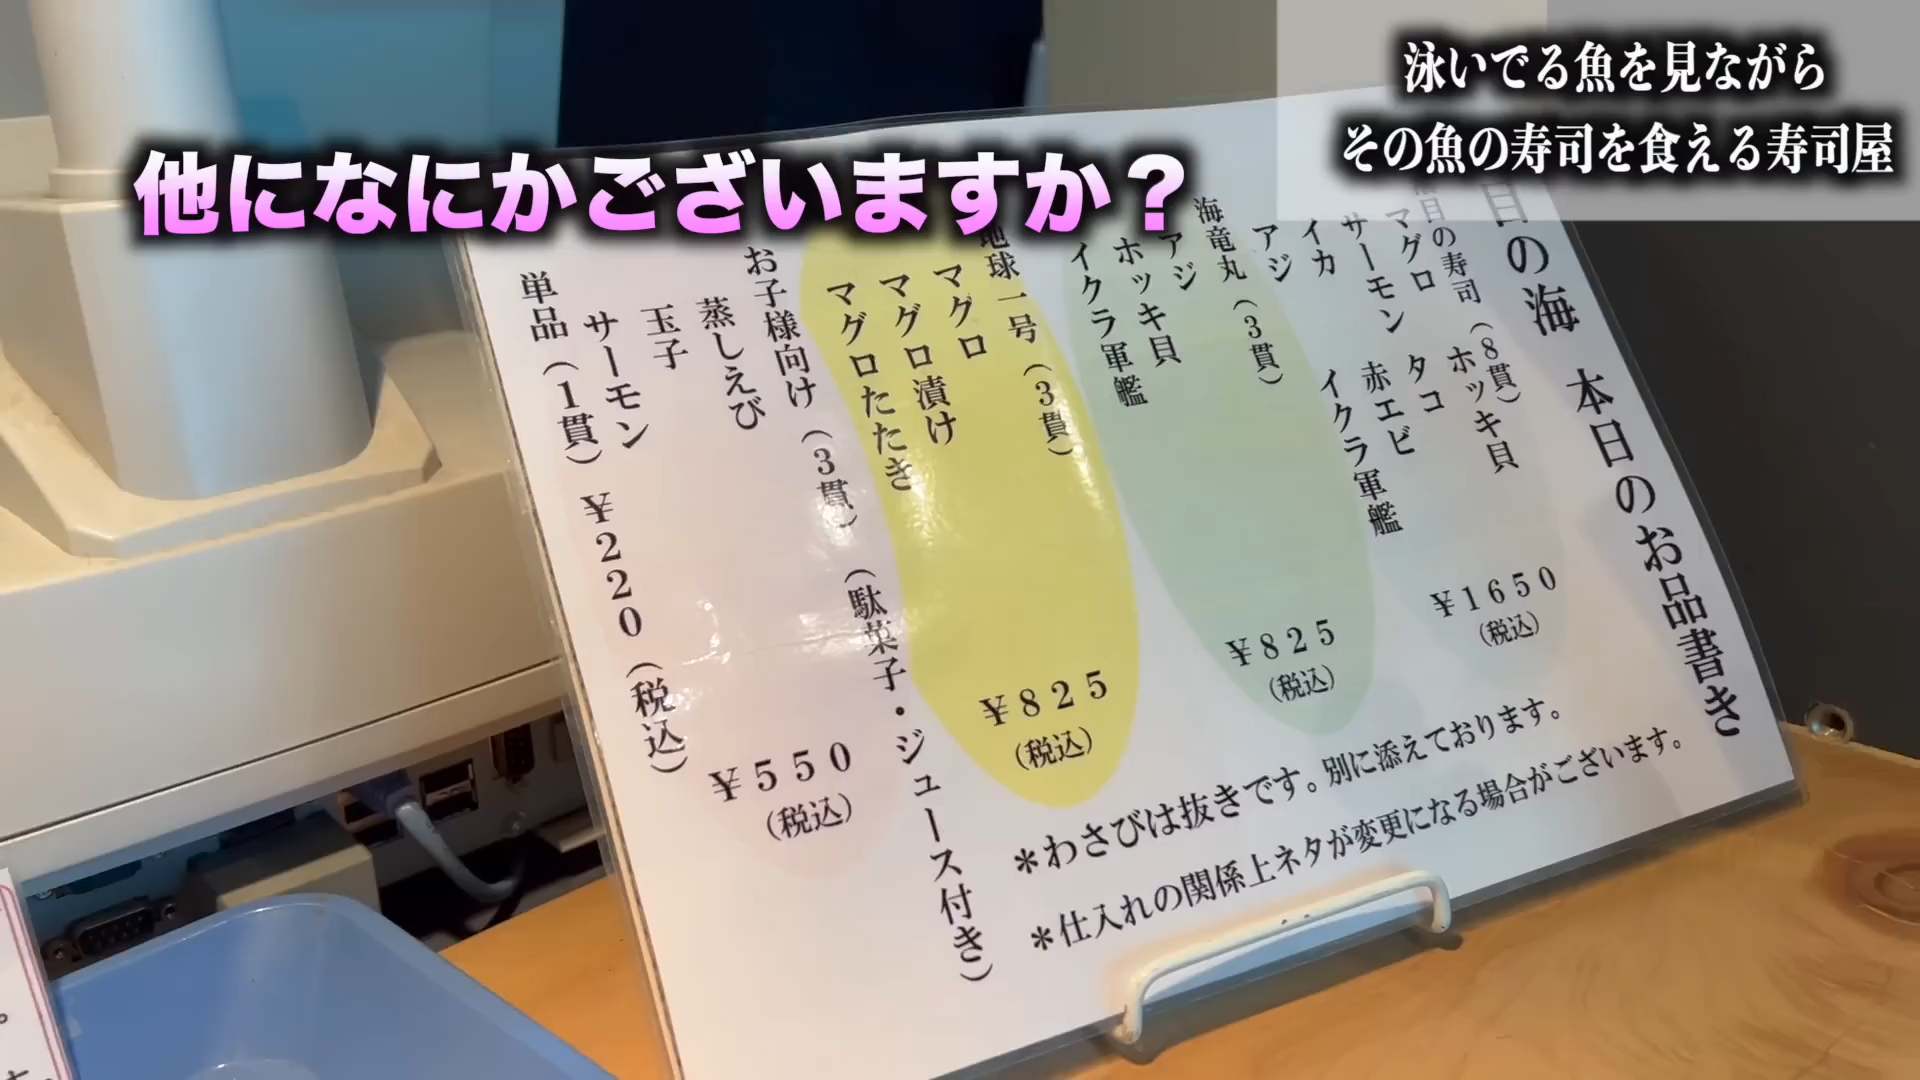 泳いでる魚を見ながら
その魚の寿司を食える寿司屋
他になにかございますか？
日の海 本日のお品書き
目の寿司（8貫）
マグロ ホッキ貝
サーモン タコ
イカ 赤エビ
アジ イクラ軍艦
¥1650
（税込）
海竜丸（3貫）
アジ
ホッキ貝
イクラ軍艦
¥825
（税込）
地球一号（3貫）
マグロ
マグロ漬け
マグロたたき
¥825
（税込）
お子様向け（3貫）（駄菓子・ジュース付き）
蒸しえび
玉子
サーモン
¥550
（税込）
単品（1貫）¥220（税込）
＊わさびは抜きです。別に添えております。
＊仕入れの関係上ネタが変更になる場合がございます。